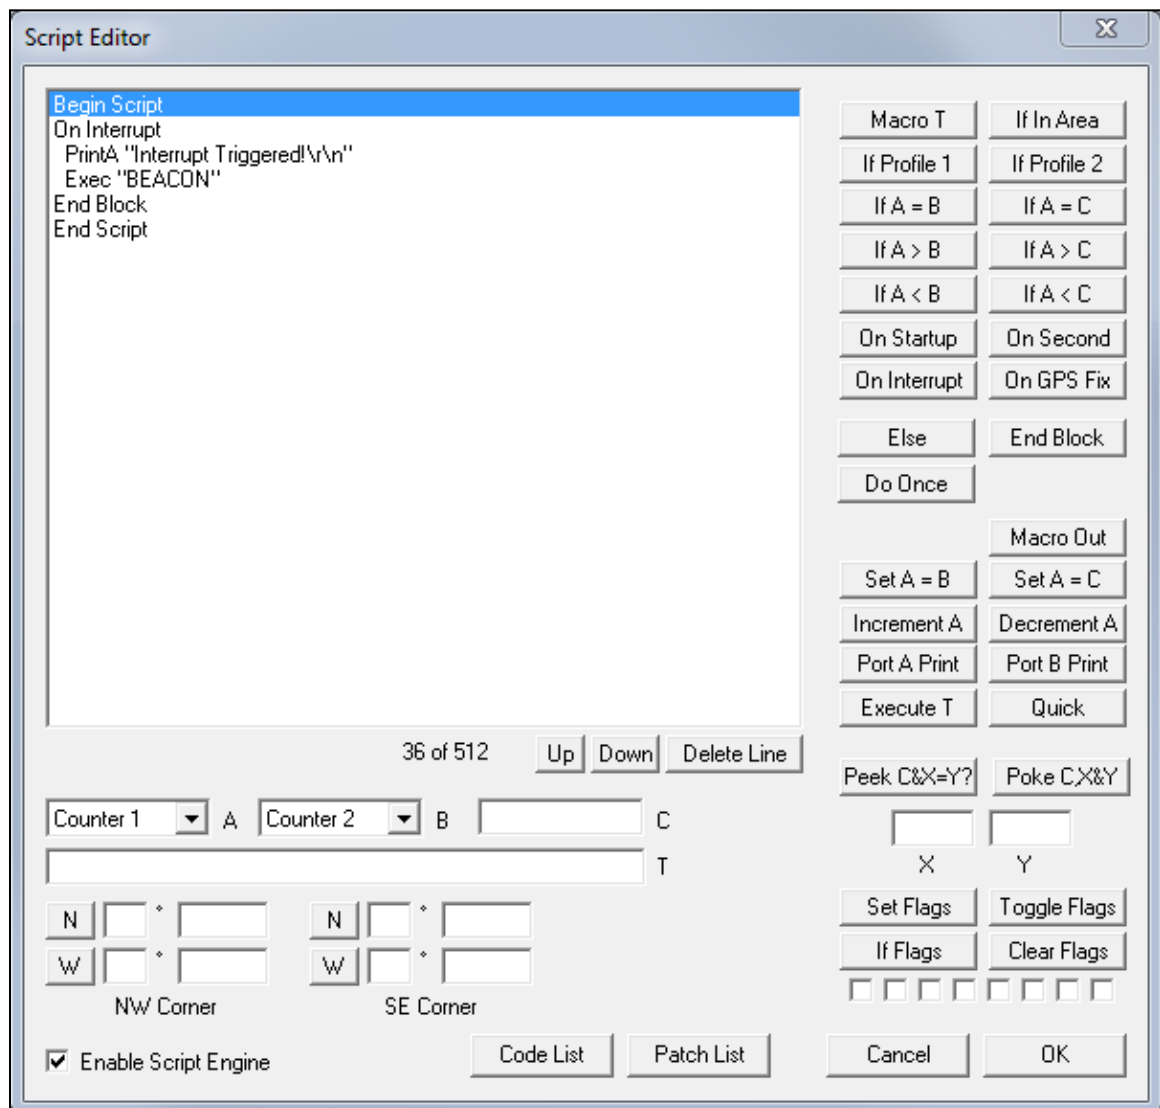 Script Editor
Begin Script
On Interrupt
PrintA "Interrupt Triggered!\r\n"
Exec "BEACON"
End Block
End Script
Macro T If In Area
If Profile 1 If Profile 2
If A = B If A = C
If A > B If A > C
If A < B If A < C
On Startup On Second
On Interrupt On GPS Fix
Else End Block
Do Once
Macro Out
Set A = B Set A = C
Increment A Decrement A
Port A Print Port B Print
Execute T Quick
36 of 512 Up Down Delete Line
Peek C&X=Y? Poke C,X&Y
Counter 1 A Counter 2 B C
T
X Y
N ° N °
W ° W °
NW Corner SE Corner
Set Flags Toggle Flags
If Flags Clear Flags
Enable Script Engine Code List Patch List Cancel OK